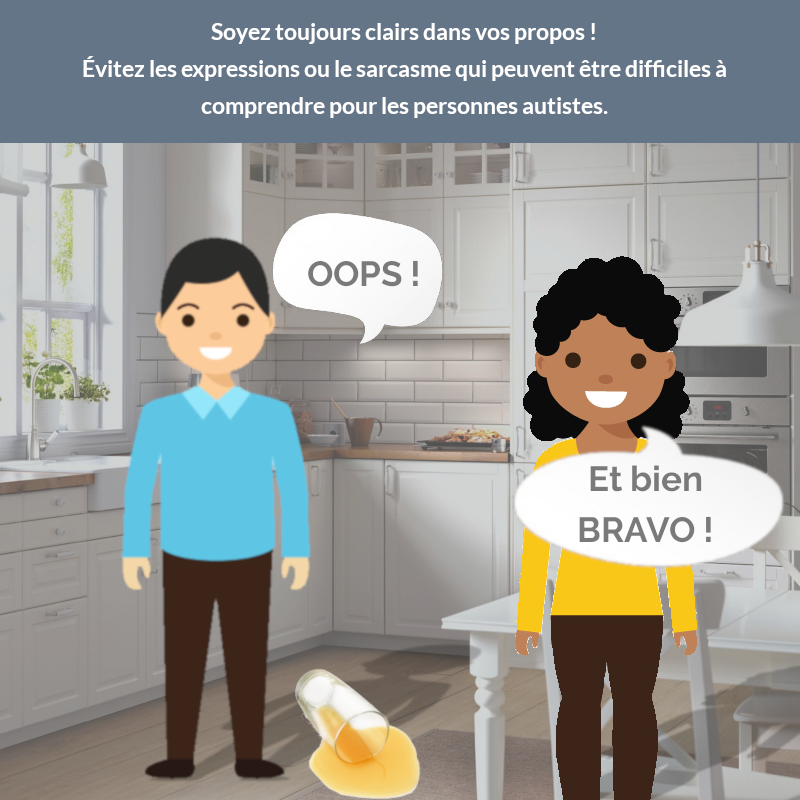 Soyez toujours clairs dans vos propos !
Évitez les expressions ou le sarcasme qui peuvent être difficiles à
comprendre pour les personnes autistes.
OOPS !
Et bien
BRAVO !